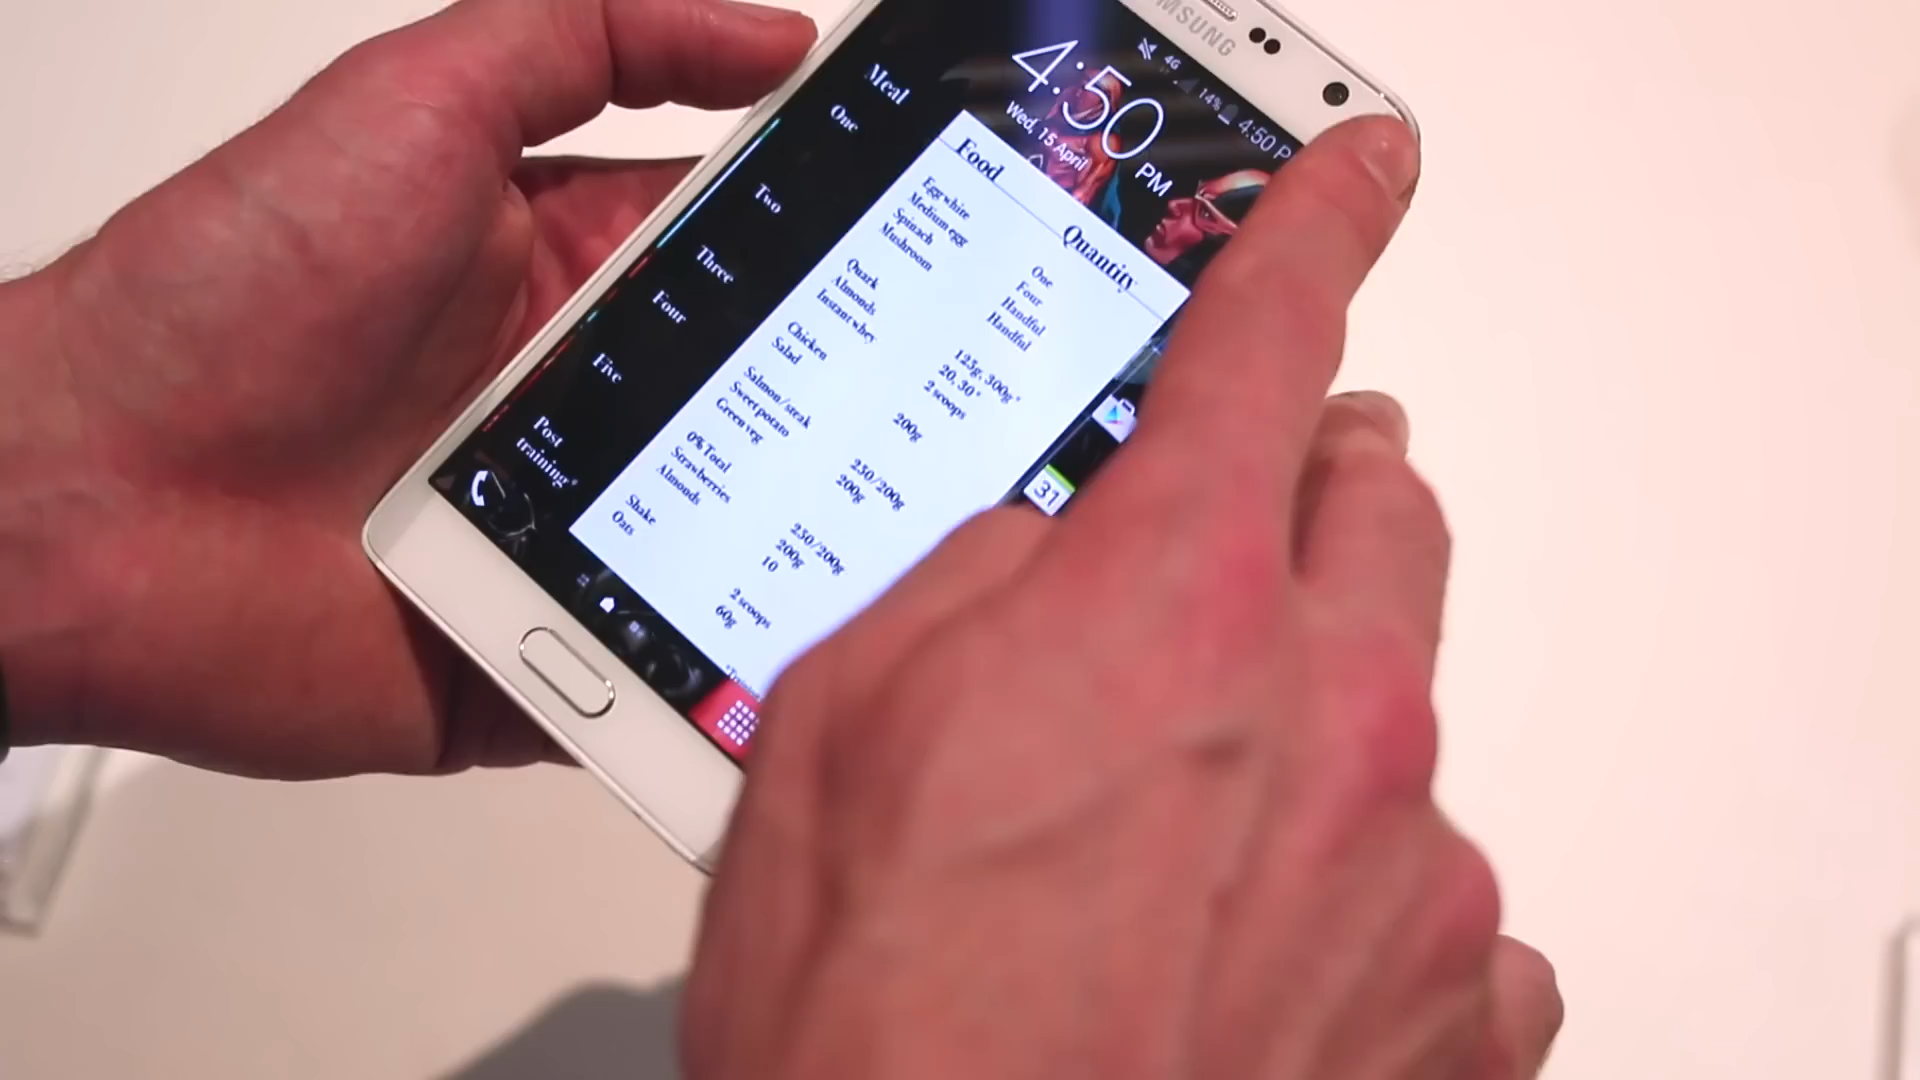 SAMSUNG
4G 14% 4:50 P
4:50 PM
Wed, 15 April
Meal Food Quantity
One Egg white One
Medium egg Four
Spinach Handful
Mushroom Handful
Two Quark 125g, 300g*
Almonds 20, 30*
Instant whey 2 scoops
Three Chicken 200g
Salad
Four Salmon/steak 250/200g
Sweet potato 200g
Green veg
Five 0% Total 250/200g
Strawberries 200g
Almonds 10
Post Shake 2 scoops
training* Oats 60g
31